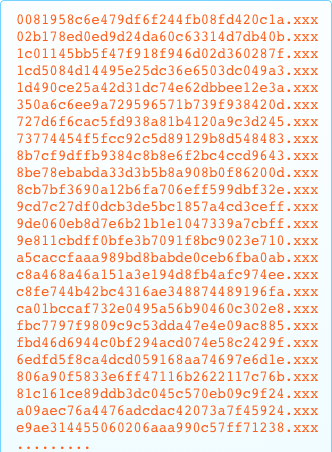 0081958c6e479df6f244fb08fd420c1a.xxx
02b178ed0ed9d24da60c63314d7db40b.xxx
1c01145bb5f47f918f946d02d360287f.xxx
1cd5084d14495e25dc36e6503dc049a3.xxx
1d490ce25a42d31dc74e62dbbee12e3a.xxx
350a6c6ee9a729596571b739f938420d.xxx
727d6f6cac5fd938a81b4120a9c3d245.xxx
73774454f5fcc92c5d89129b8d548483.xxx
8b7cf9dffb9384c8b8e6f2bc4ccd9643.xxx
8be78ebabda33d3b5b8a908b0f86200d.xxx
8cb7bf3690a12b6fa706eff599dbf32e.xxx
9cd7c27df0dcb3de5bc1857a4cd3ceff.xxx
9de060eb8d7e6b21b1e1047339a7cbff.xxx
9e811cbdff0bfe3b7091f8bc9023e710.xxx
a5caccfaaa989bd8babde0ceb6fba0ab.xxx
c8a468a46a151a3e194d8fb4afc974ee.xxx
c8fe744b42bc4316ae348874489196fa.xxx
ca01bccaf732e0495a56b90460c302e8.xxx
fbc7797f9809c9c53dda47e4e09ac885.xxx
fbd46d6944c0bf294acd074e58c2429f.xxx
6edfd5f8ca4dcd059168aa74697e6d1e.xxx
806a90f5833e6ff47116b2622117c76b.xxx
81c161ce89ddb3dc045c570eb09c9f24.xxx
a09aec76a4476adcdac42073a7f45924.xxx
e9ae314455060206aaa990c57ff71238.xxx
.........